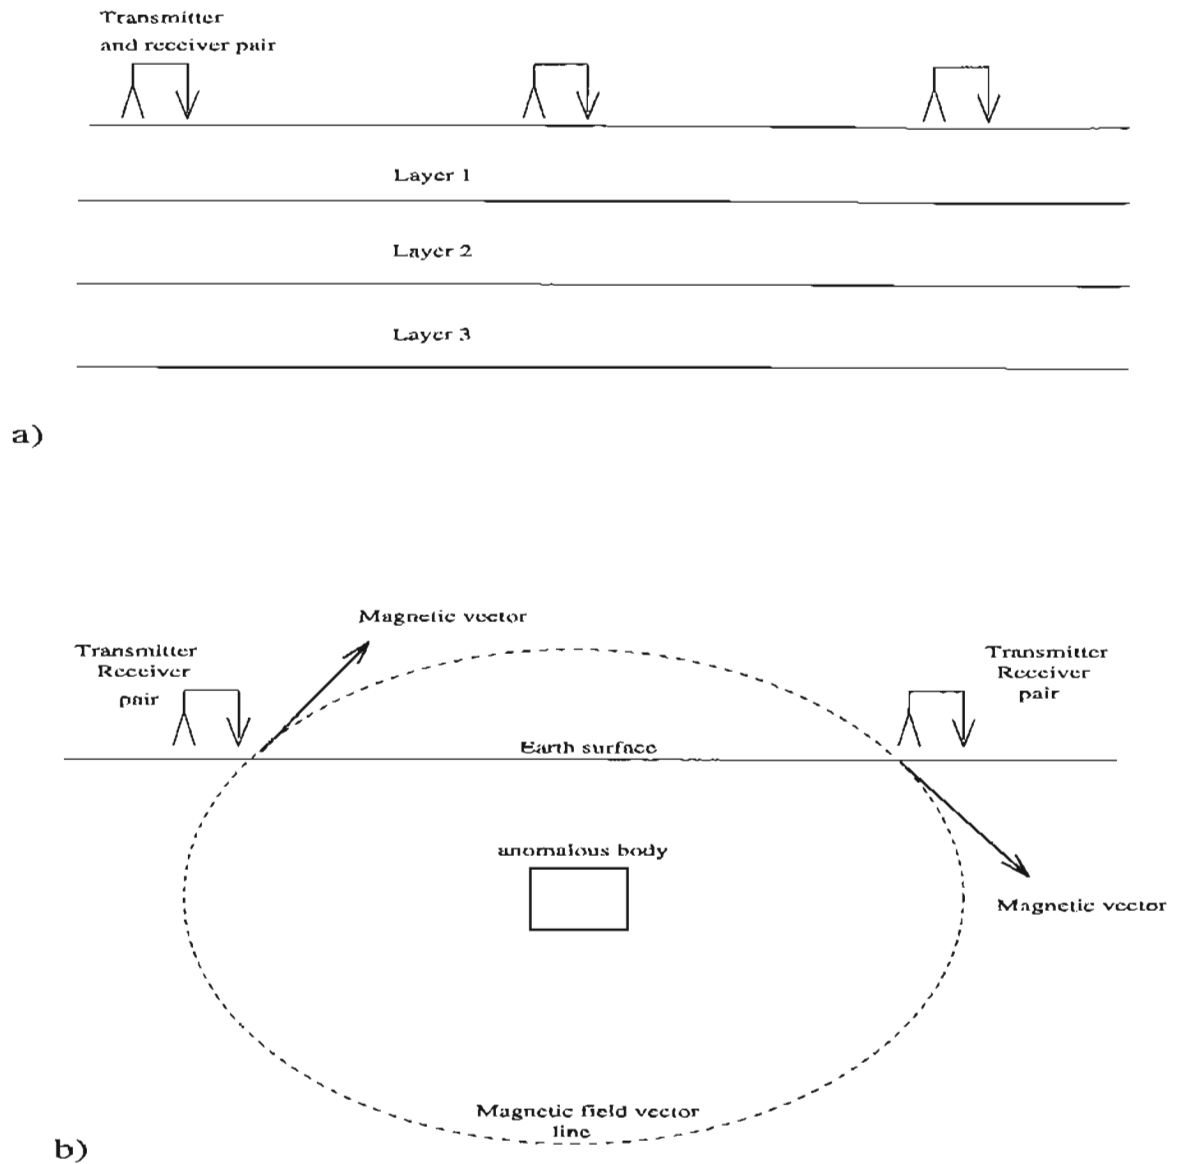 Transmitter
and receiver pair
Layer 1
Layer 2
Layer 3
a)
Magnetic vector
Transmitter
Receiver
pair
Transmitter
Receiver
pair
Earth surface
anomalous body
Magnetic vector
Magnetic field vector
line
b)